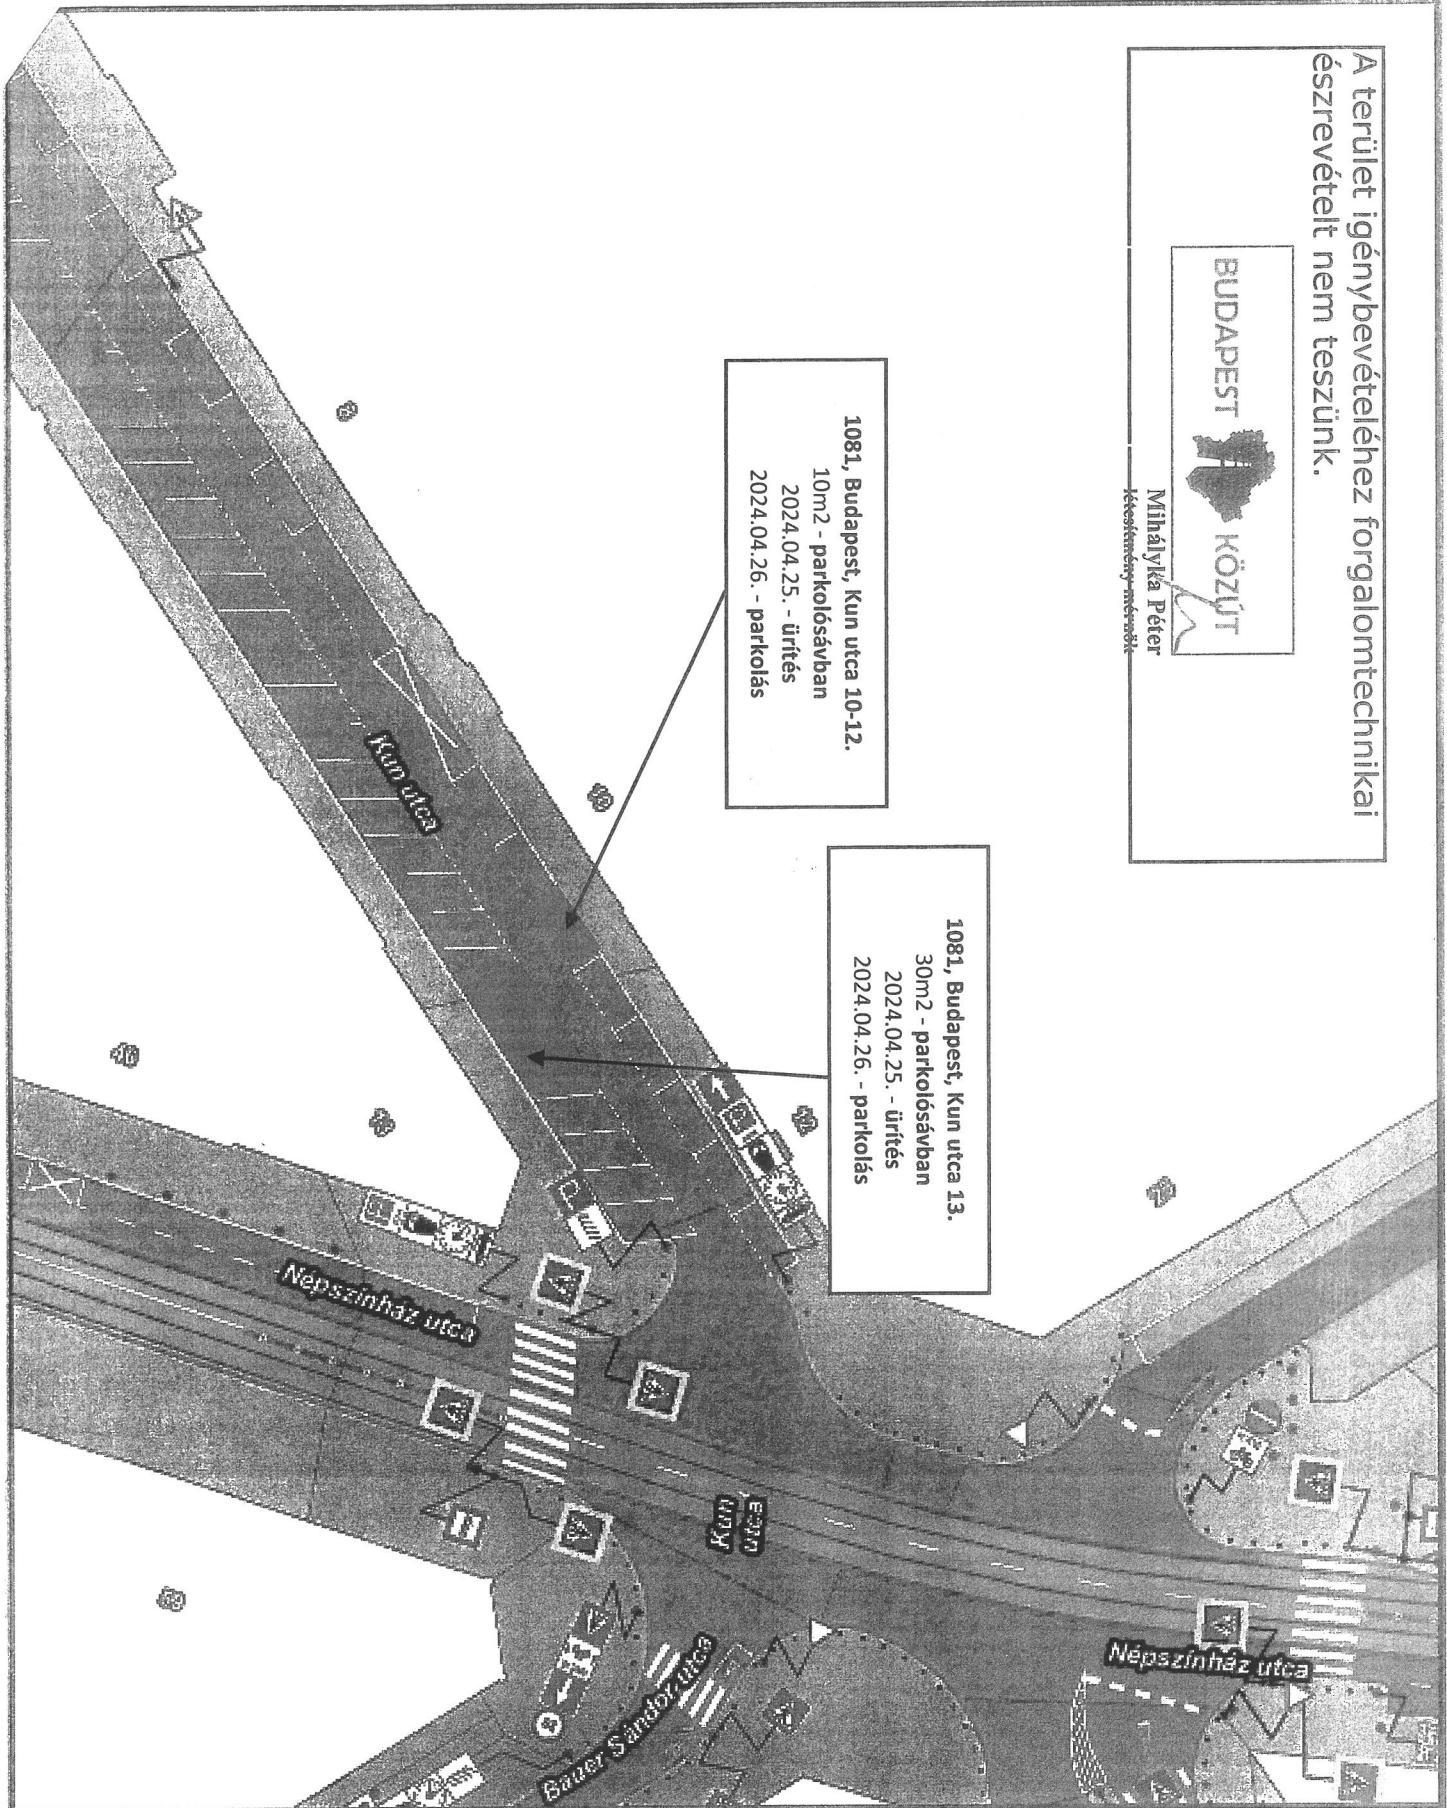 A terület igénybevételéhez forgalomtechnikai
észrevételt nem teszünk.
BUDAPEST KÖZÚT
Mihályka Péter
létesítmény mérnök
1081, Budapest, Kun utca 13.
30m2 - parkolósávban
2024.04.25. - ürítés
2024.04.26. - parkolás
1081, Budapest, Kun utca 10-12.
10m2 - parkolósávban
2024.04.25. - ürítés
2024.04.26. - parkolás
Kun utca
Népszínház utca
Kun
utca
Népszínház utca
Bauer Sándor utca